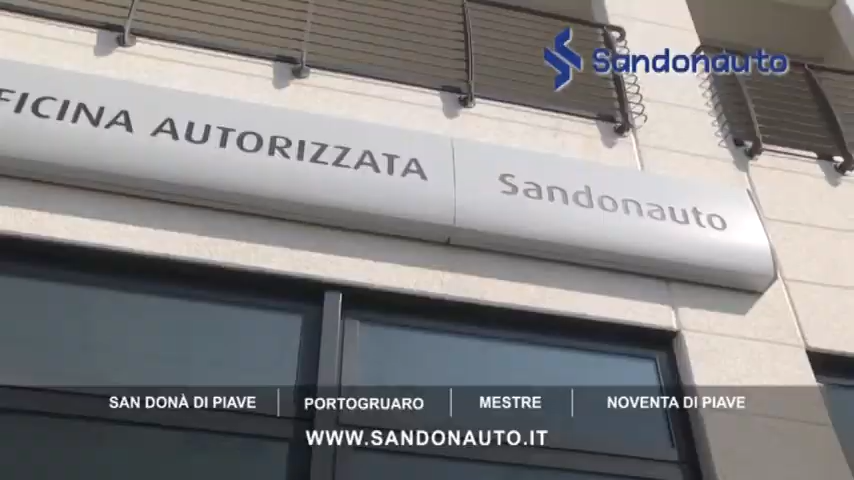 Sandonauto
FICINA AUTORIZZATA
Sandonauto
SAN DONÀ DI PIAVE | PORTOGRUARO | MESTRE | NOVENTA DI PIAVE
WWW.SANDONAUTO.IT